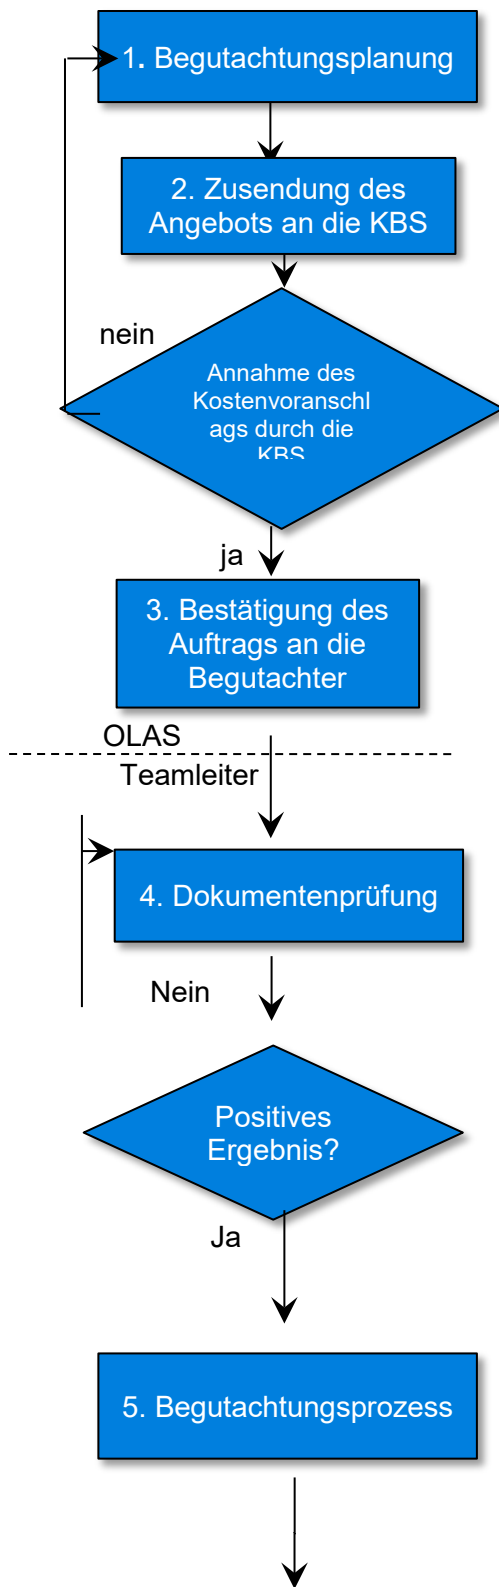 1. Begutachtungsplanung
2. Zusendung des
Angebots an die KBS
nein
Annahme des
Kostenvoranschl
ags durch die
KBS
ja
3. Bestätigung des
Auftrags an die
Begutachter
OLAS
Teamleiter
4. Dokumentenprüfung
Nein
Positives
Ergebnis?
Ja
5. Begutachtungsprozess